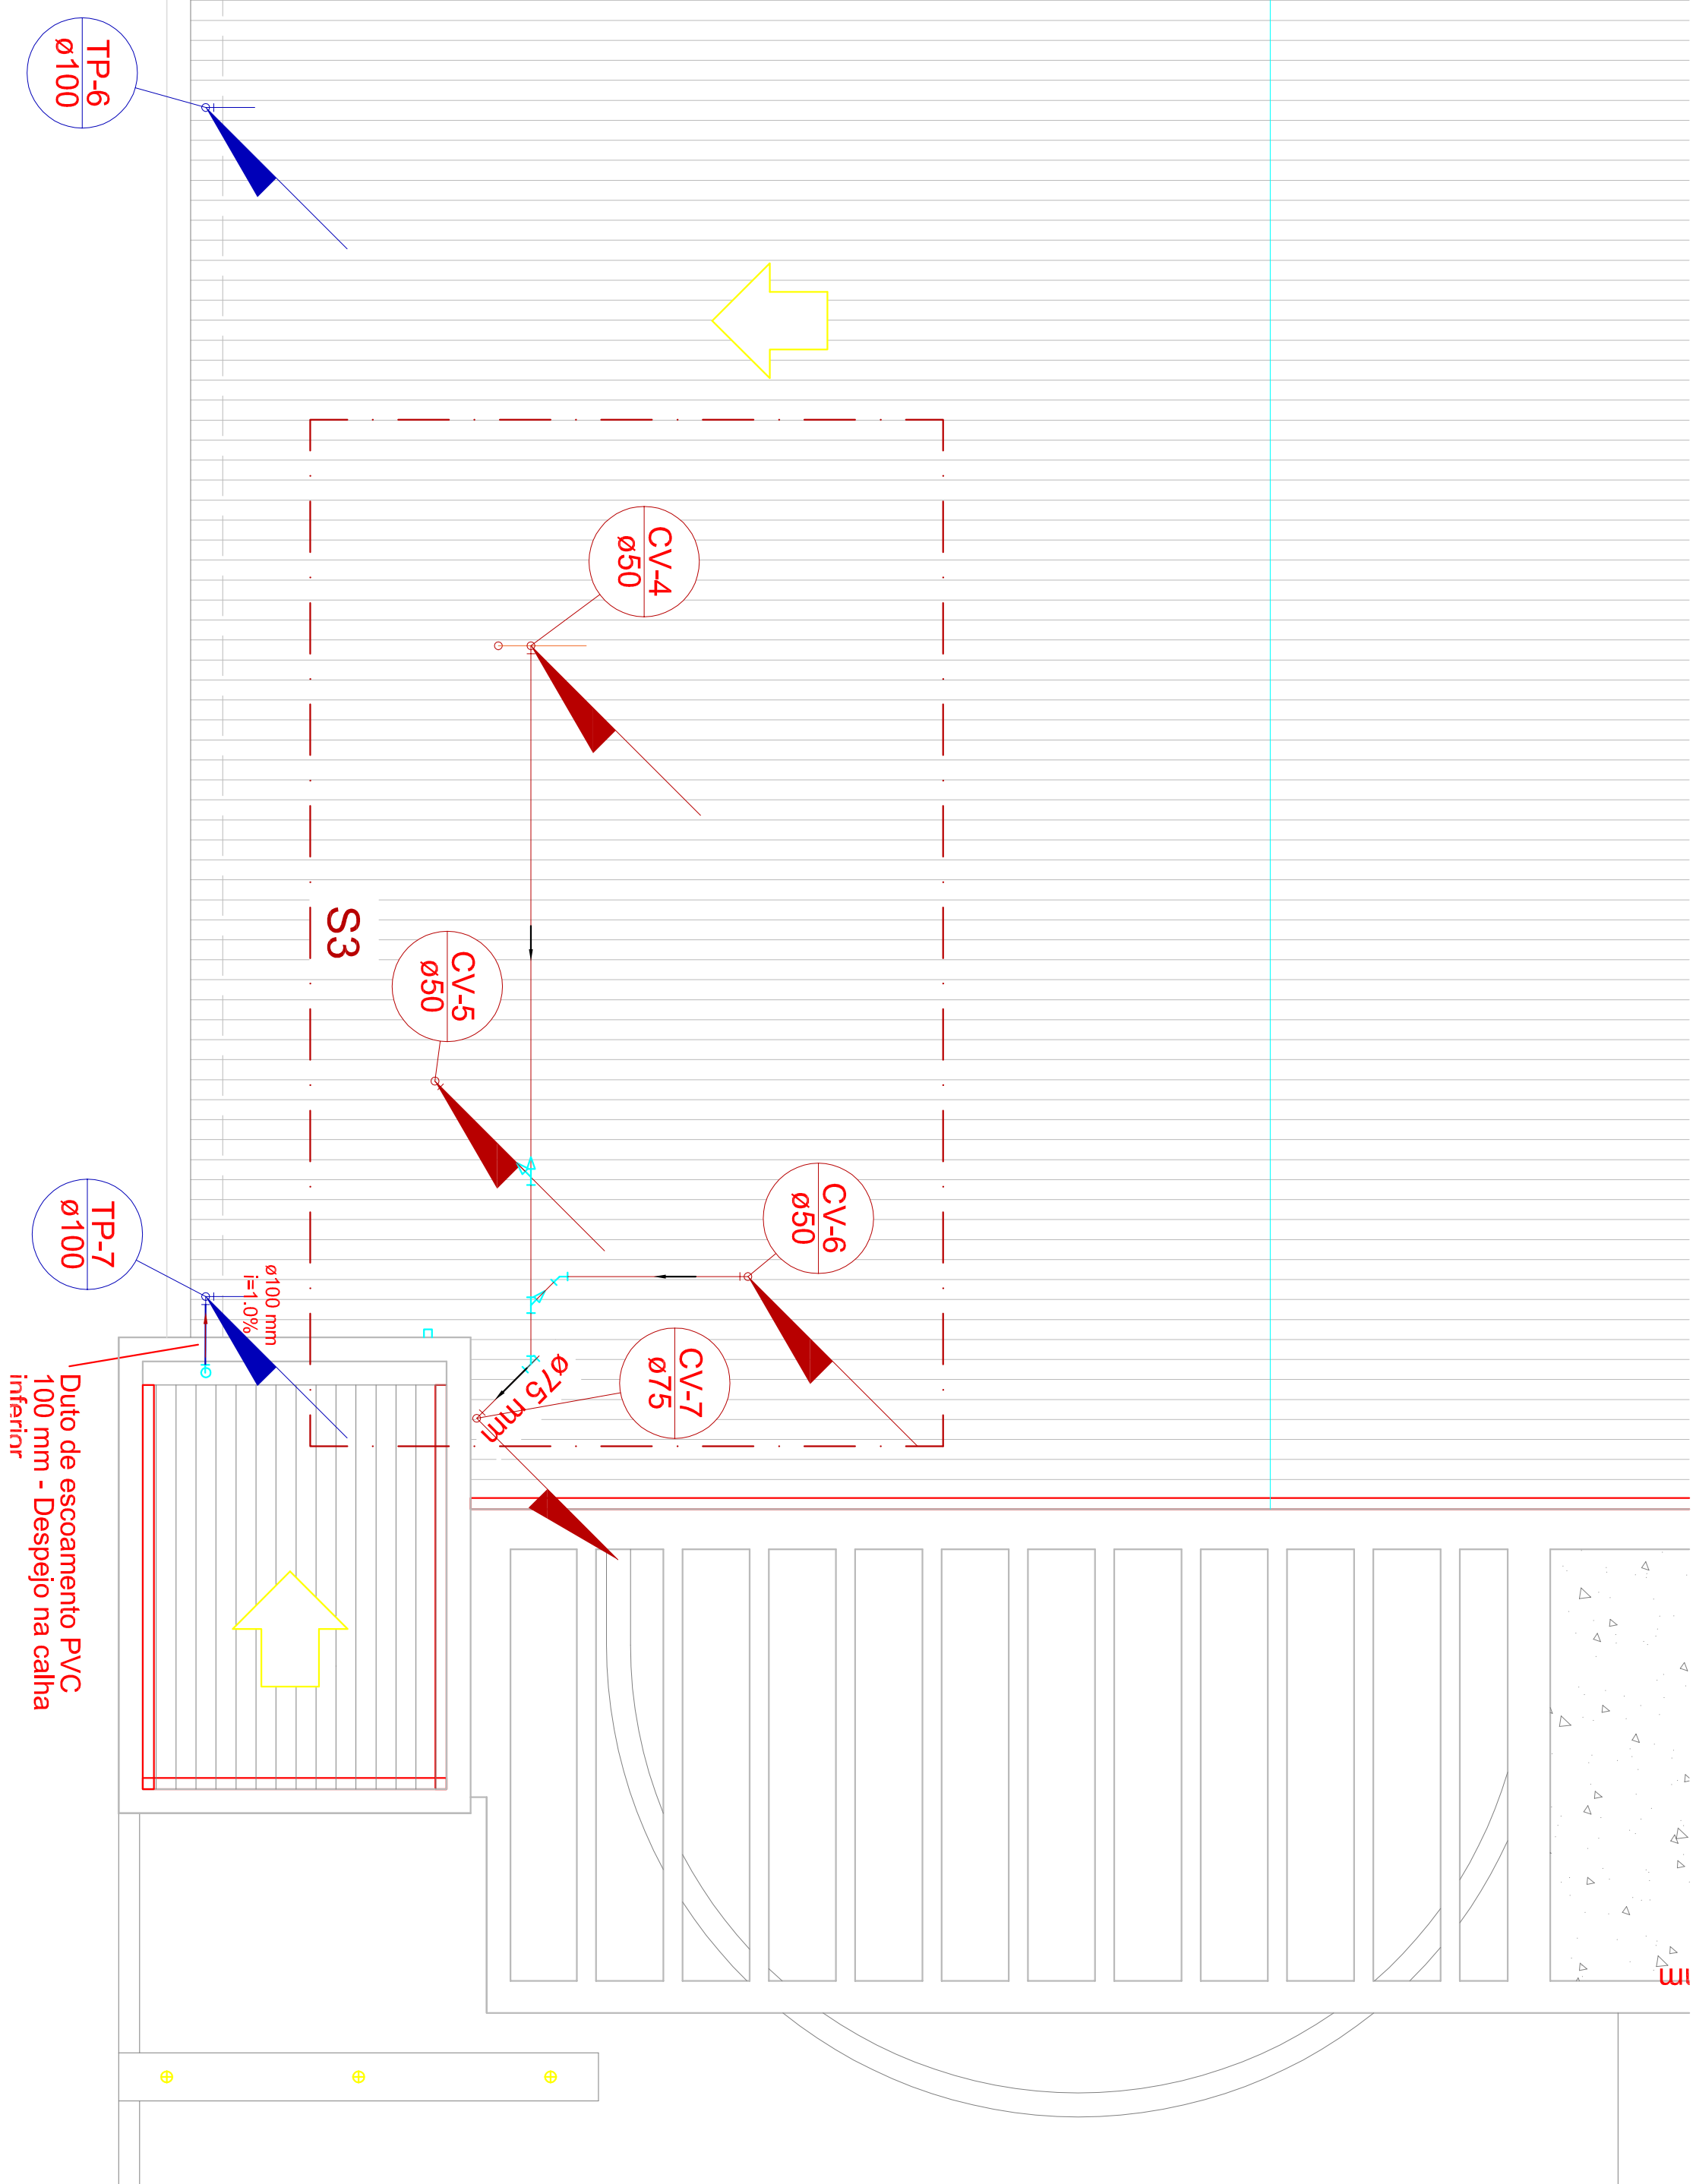 TP-6
ø100
CV-4
ø50
S3
CV-5
ø50
CV-6
ø50
TP-7
ø100
ø100 mm
i=1.0%
CV-7
ø75
ø75 mm
Duto de escoamento PVC
100 mm - Despejo na calha
inferior